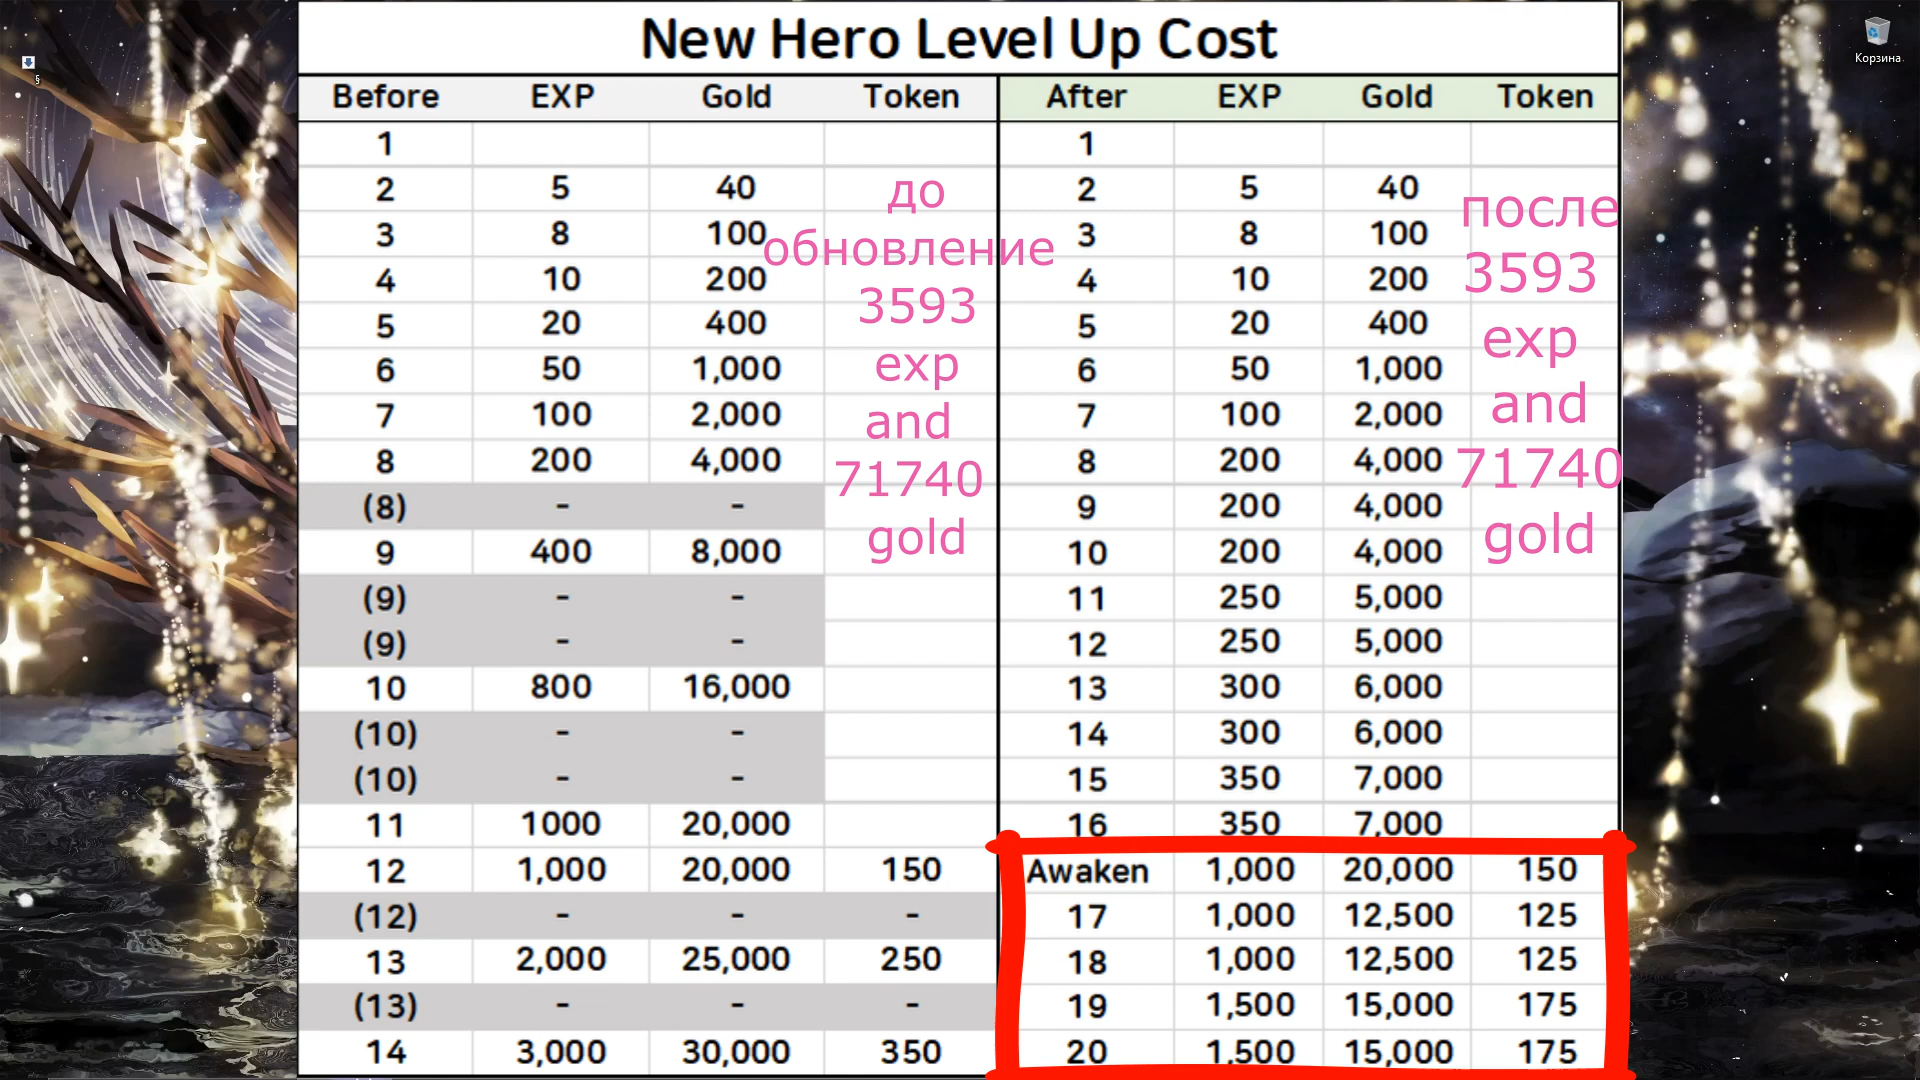 New Hero Level Up Cost
Before EXP Gold Token After EXP Gold Token
1 1
2 5 40 2 5 40
3 8 100 3 8 100
4 10 200 4 10 200
5 20 400 5 20 400
6 50 1,000 6 50 1,000
7 100 2,000 7 100 2,000
8 200 4,000 8 200 4,000
(8) - - 9 200 4,000
9 400 8,000 10 200 4,000
(9) - - 11 250 5,000
(9) - - 12 250 5,000
10 800 16,000 13 300 6,000
(10) - - 14 300 6,000
(10) - - 15 350 7,000
11 1000 20,000 16 350 7,000
12 1,000 20,000 150 Awaken 1,000 20,000 150
(12) - - - 17 1,000 12,500 125
13 2,000 25,000 250 18 1,000 12,500 125
(13) - - - 19 1,500 15,000 175
14 3,000 30,000 350 20 1,500 15,000 175
до
обновление
3593
exp
and
71740
gold
после
3593
exp
and
71740
gold
Корзина
§